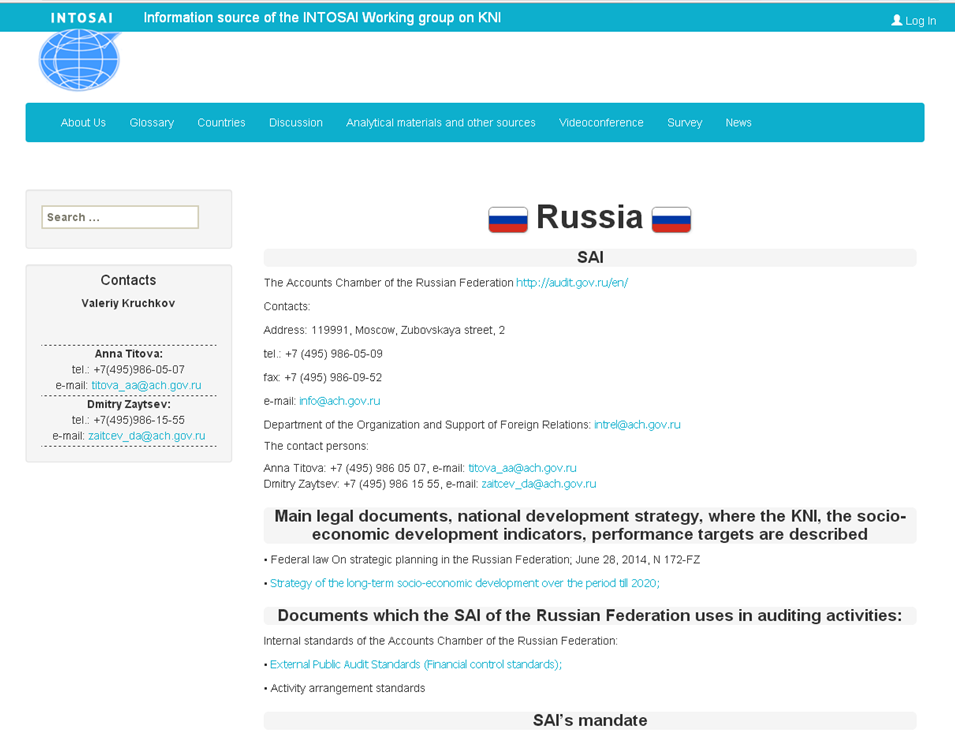 INTOSAI
Information source of the INTOSAI Working group on KNI
Log In
About Us Glossary Countries Discussion Analytical materials and other sources Videoconference Survey News
Search ...
Contacts
Valeriy Kruchkov
Anna Titova:
tel.: +7(495)986-05-07
e-mail: titova_aa@ach.gov.ru
Dmitry Zaytsev:
tel.: +7(495)986-15-55
e-mail: zaitcev_da@ach.gov.ru
Russia
SAI
The Accounts Chamber of the Russian Federation http://audit.gov.ru/en/
Contacts:
Address: 119991, Moscow, Zubovskaya street, 2
tel.: +7 (495) 986-05-09
fax: +7 (495) 986-09-52
e-mail: info@ach.gov.ru
Department of the Organization and Support of Foreign Relations: intrel@ach.gov.ru
The contact persons:
Anna Titova: +7 (495) 986 05 07, e-mail: titova_aa@ach.gov.ru
Dmitry Zaytsev: +7 (495) 986 15 55, e-mail: zaitcev_da@ach.gov.ru
Main legal documents, national development strategy, where the KNI, the socio-
economic development indicators, performance targets are described
• Federal law On strategic planning in the Russian Federation; June 28, 2014, N 172-FZ
• Strategy of the long-term socio-economic development over the period till 2020;
Documents which the SAI of the Russian Federation uses in auditing activities:
Internal standards of the Accounts Chamber of the Russian Federation:
• External Public Audit Standards (Financial control standards);
• Activity arrangement standards
SAI's mandate